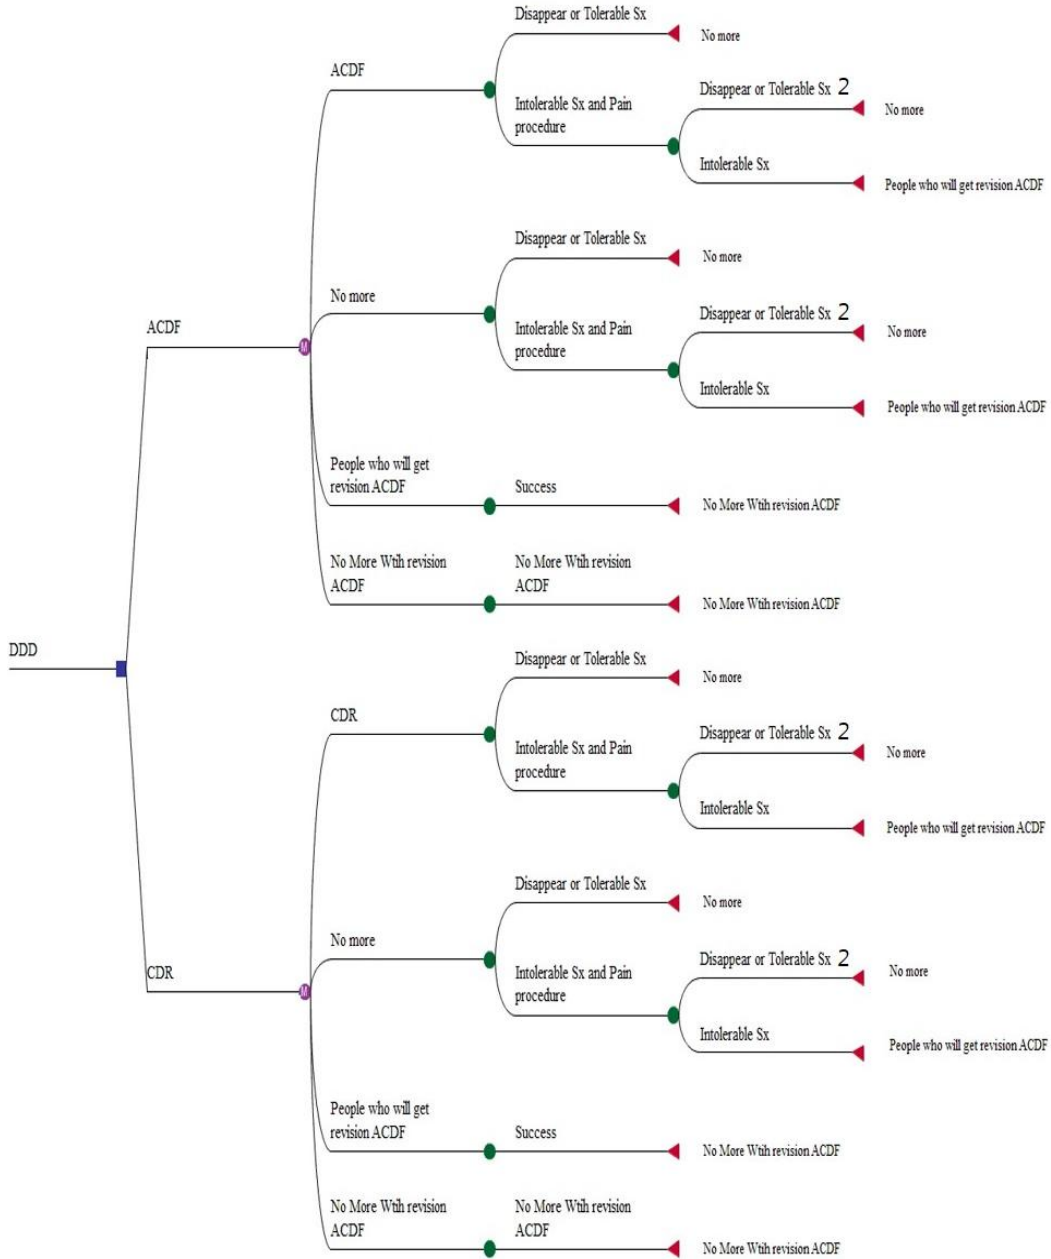 Disappear or Tolerable Sx
No more
ACDF
Disappear or Tolerable Sx 2
No more
Intolerable Sx and Pain
procedure
Intolerable Sx
People who will get revision ACDF
Disappear or Tolerable Sx
No more
No more
Disappear or Tolerable Sx 2
No more
Intolerable Sx and Pain
procedure
ACDF
M
Intolerable Sx
People who will get revision ACDF
People who will get
revision ACDF
Success
No More Wtih revision ACDF
No More Wtih revision
ACDF
No More Wtih revision
ACDF
No More Wtih revision ACDF
DDD
Disappear or Tolerable Sx
No more
CDR
Disappear or Tolerable Sx 2
No more
Intolerable Sx and Pain
procedure
Intolerable Sx
People who will get revision ACDF
Disappear or Tolerable Sx
No more
No more
Disappear or Tolerable Sx 2
No more
Intolerable Sx and Pain
procedure
CDR
M
Intolerable Sx
People who will get revision ACDF
People who will get
revision ACDF
Success
No More Wtih revision ACDF
No More Wtih revision
ACDF
No More Wtih revision
ACDF
No More Wtih revision ACDF